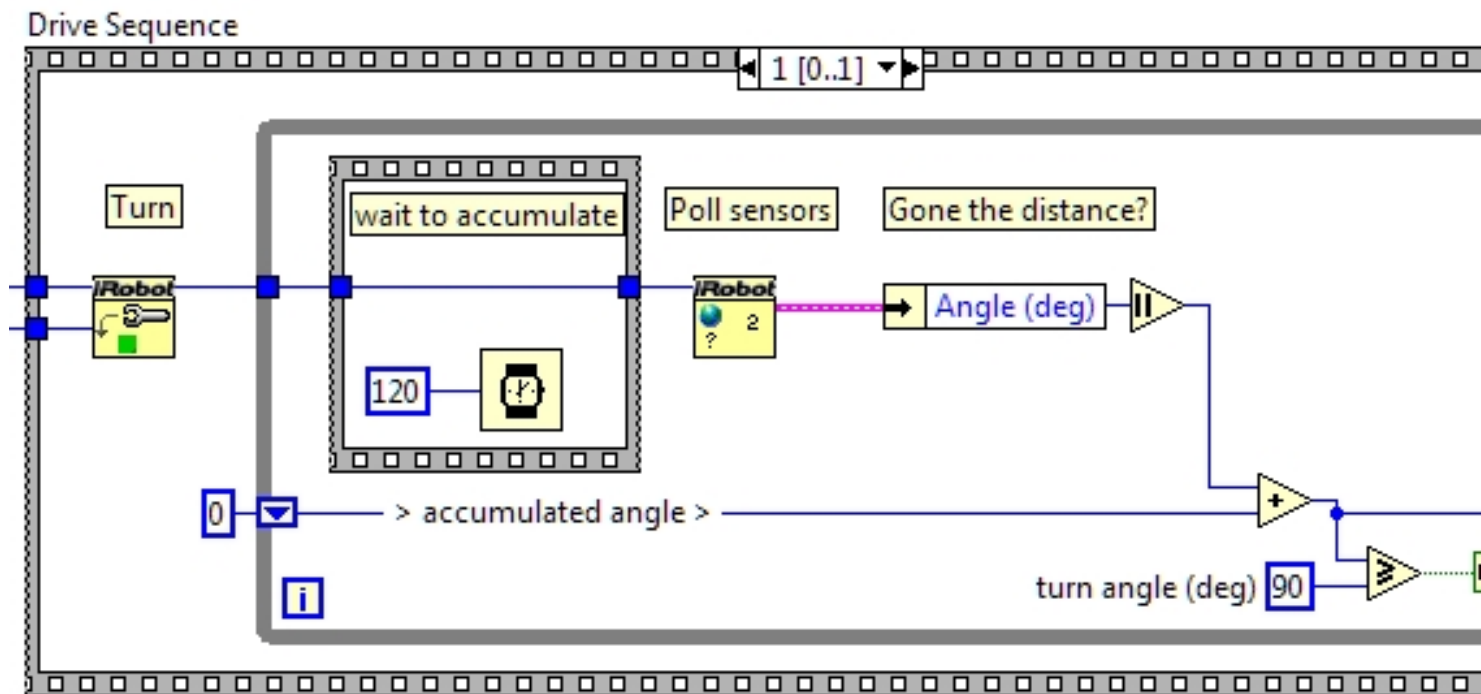 Drive Sequence
1 [0..1]
Turn
wait to accumulate
Poll sensors
Gone the distance?
iRobot
iRobot
? 2
Angle (deg)
120
+
0
> accumulated angle >
≥
turn angle (deg) 90
i